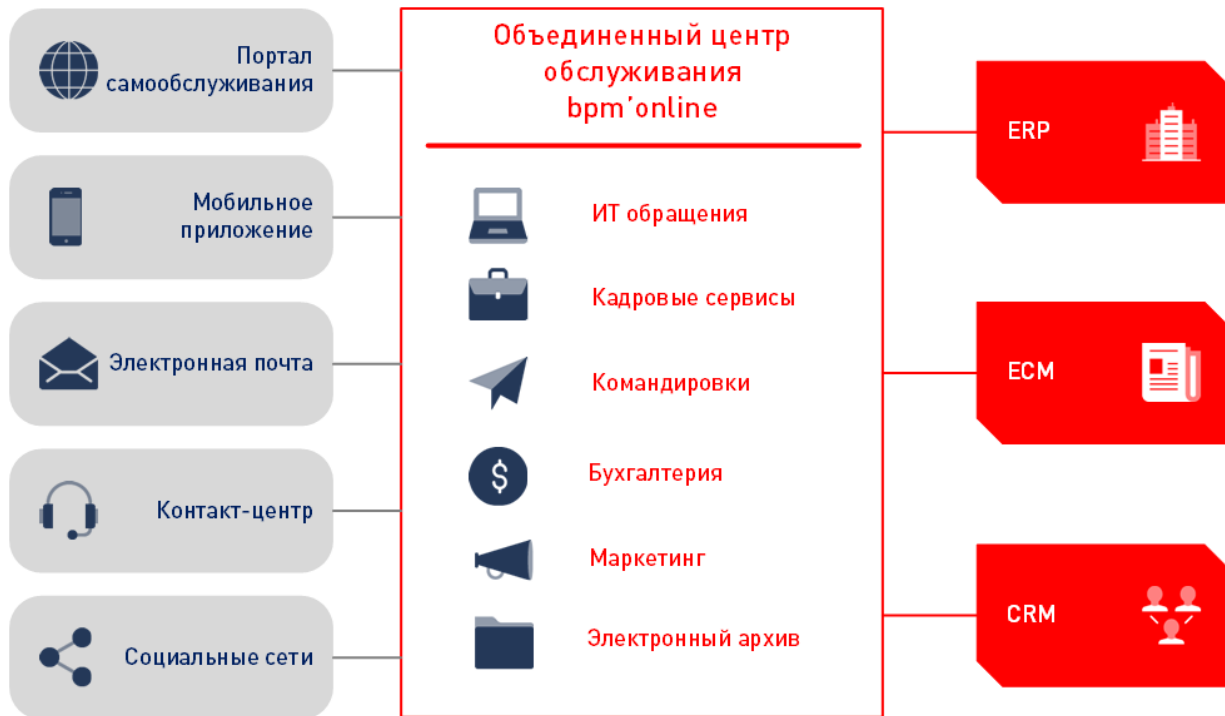 Портал
самообслуживания
Мобильное
приложение
Электронная почта
Контакт-центр
Социальные сети
Объединенный центр
обслуживания
bpm’online
ИТ обращения
Кадровые сервисы
Командировки
$
Бухгалтерия
Маркетинг
Электронный архив
ERP
ECM
CRM